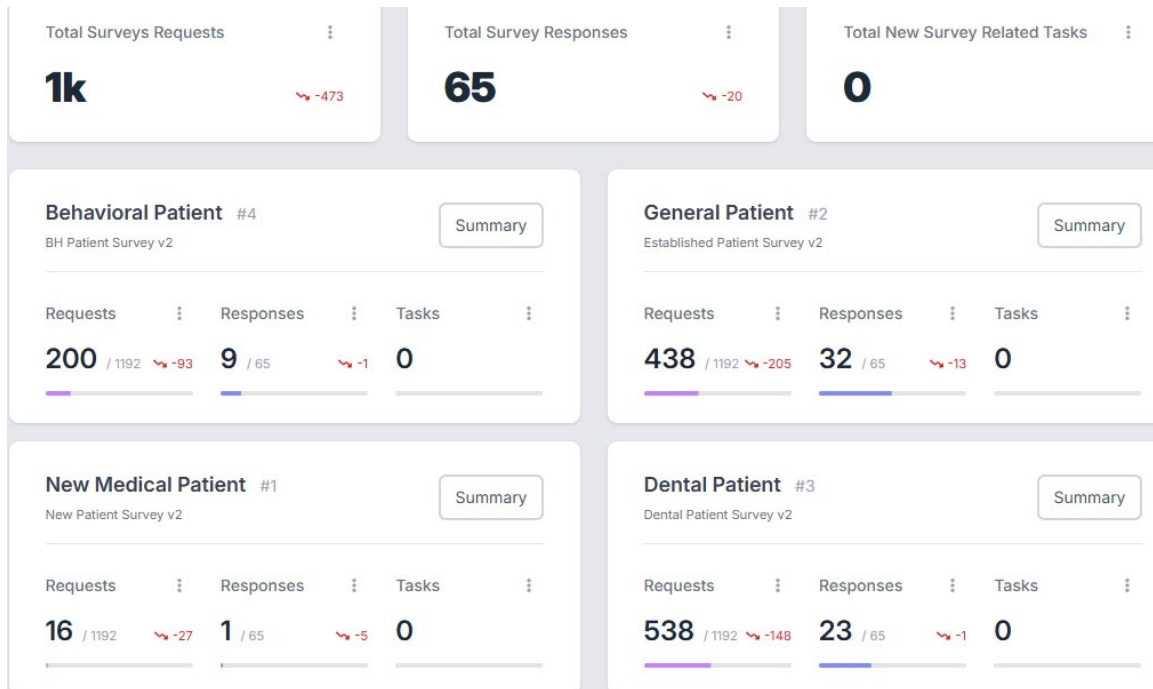 Total Surveys Requests
1k
-473
Total Survey Responses
65
-20
Total New Survey Related Tasks
0
Behavioral Patient #4
BH Patient Survey v2
Summary
Requests Responses Tasks
200 / 1192 -93 9 / 65 -1 0
General Patient #2
Established Patient Survey v2
Summary
Requests Responses Tasks
438 / 1192 -205 32 / 65 -13 0
New Medical Patient #1
New Patient Survey v2
Summary
Requests Responses Tasks
16 / 1192 -27 1 / 65 -5 0
Dental Patient #3
Dental Patient Survey v2
Summary
Requests Responses Tasks
538 / 1192 -148 23 / 65 -1 0